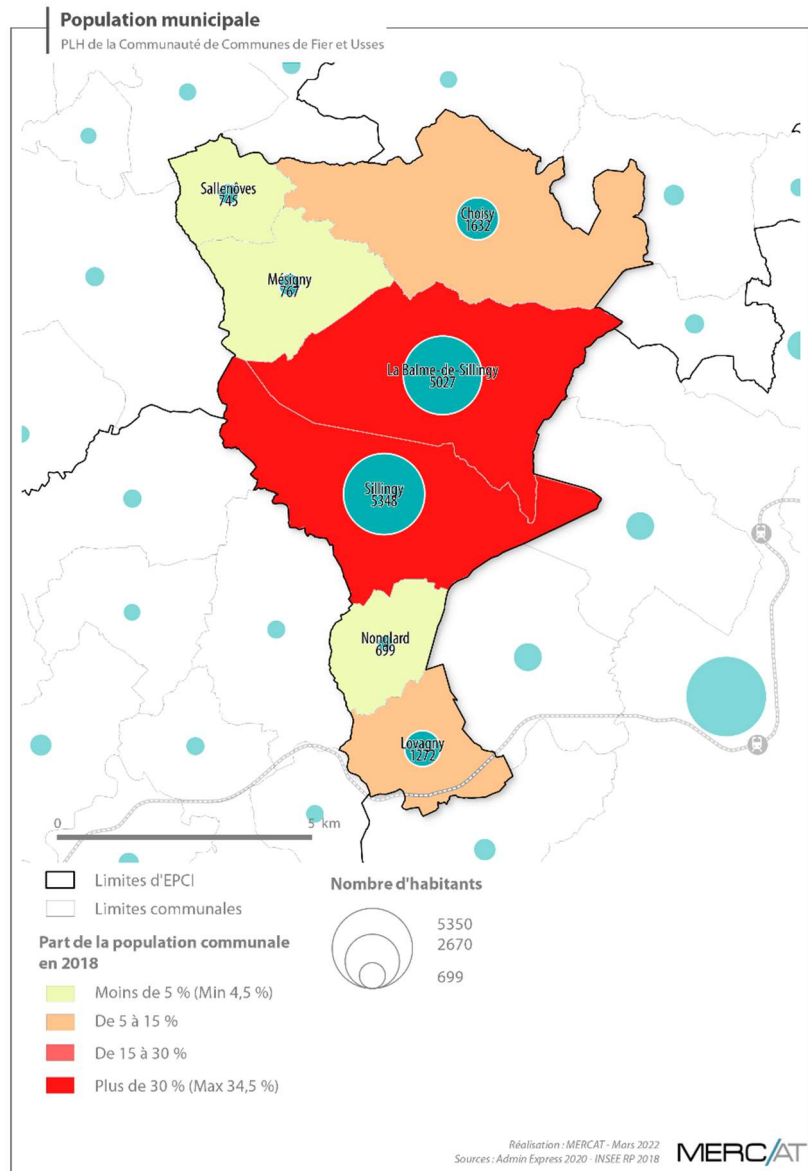 Population municipale
PLH de la Communauté de Communes de Fier et Usses
Sallenôves
745
Choisy
1632
Mésigny
767
La Balme-de-Sillingy
5027
Sillingy
5348
Nonglard
699
Lovagny
1272
0 5 km
Limites d'EPCI
Limites communales
Part de la population communale
en 2018
Moins de 5 % (Min 4,5 %)
De 5 à 15 %
De 15 à 30 %
Plus de 30 % (Max 34,5 %)
Nombre d'habitants
5350
2670
699
Réalisation : MERCAT - Mars 2022
Sources : Admin Express 2020 - INSEE RP 2018
MERC/AT